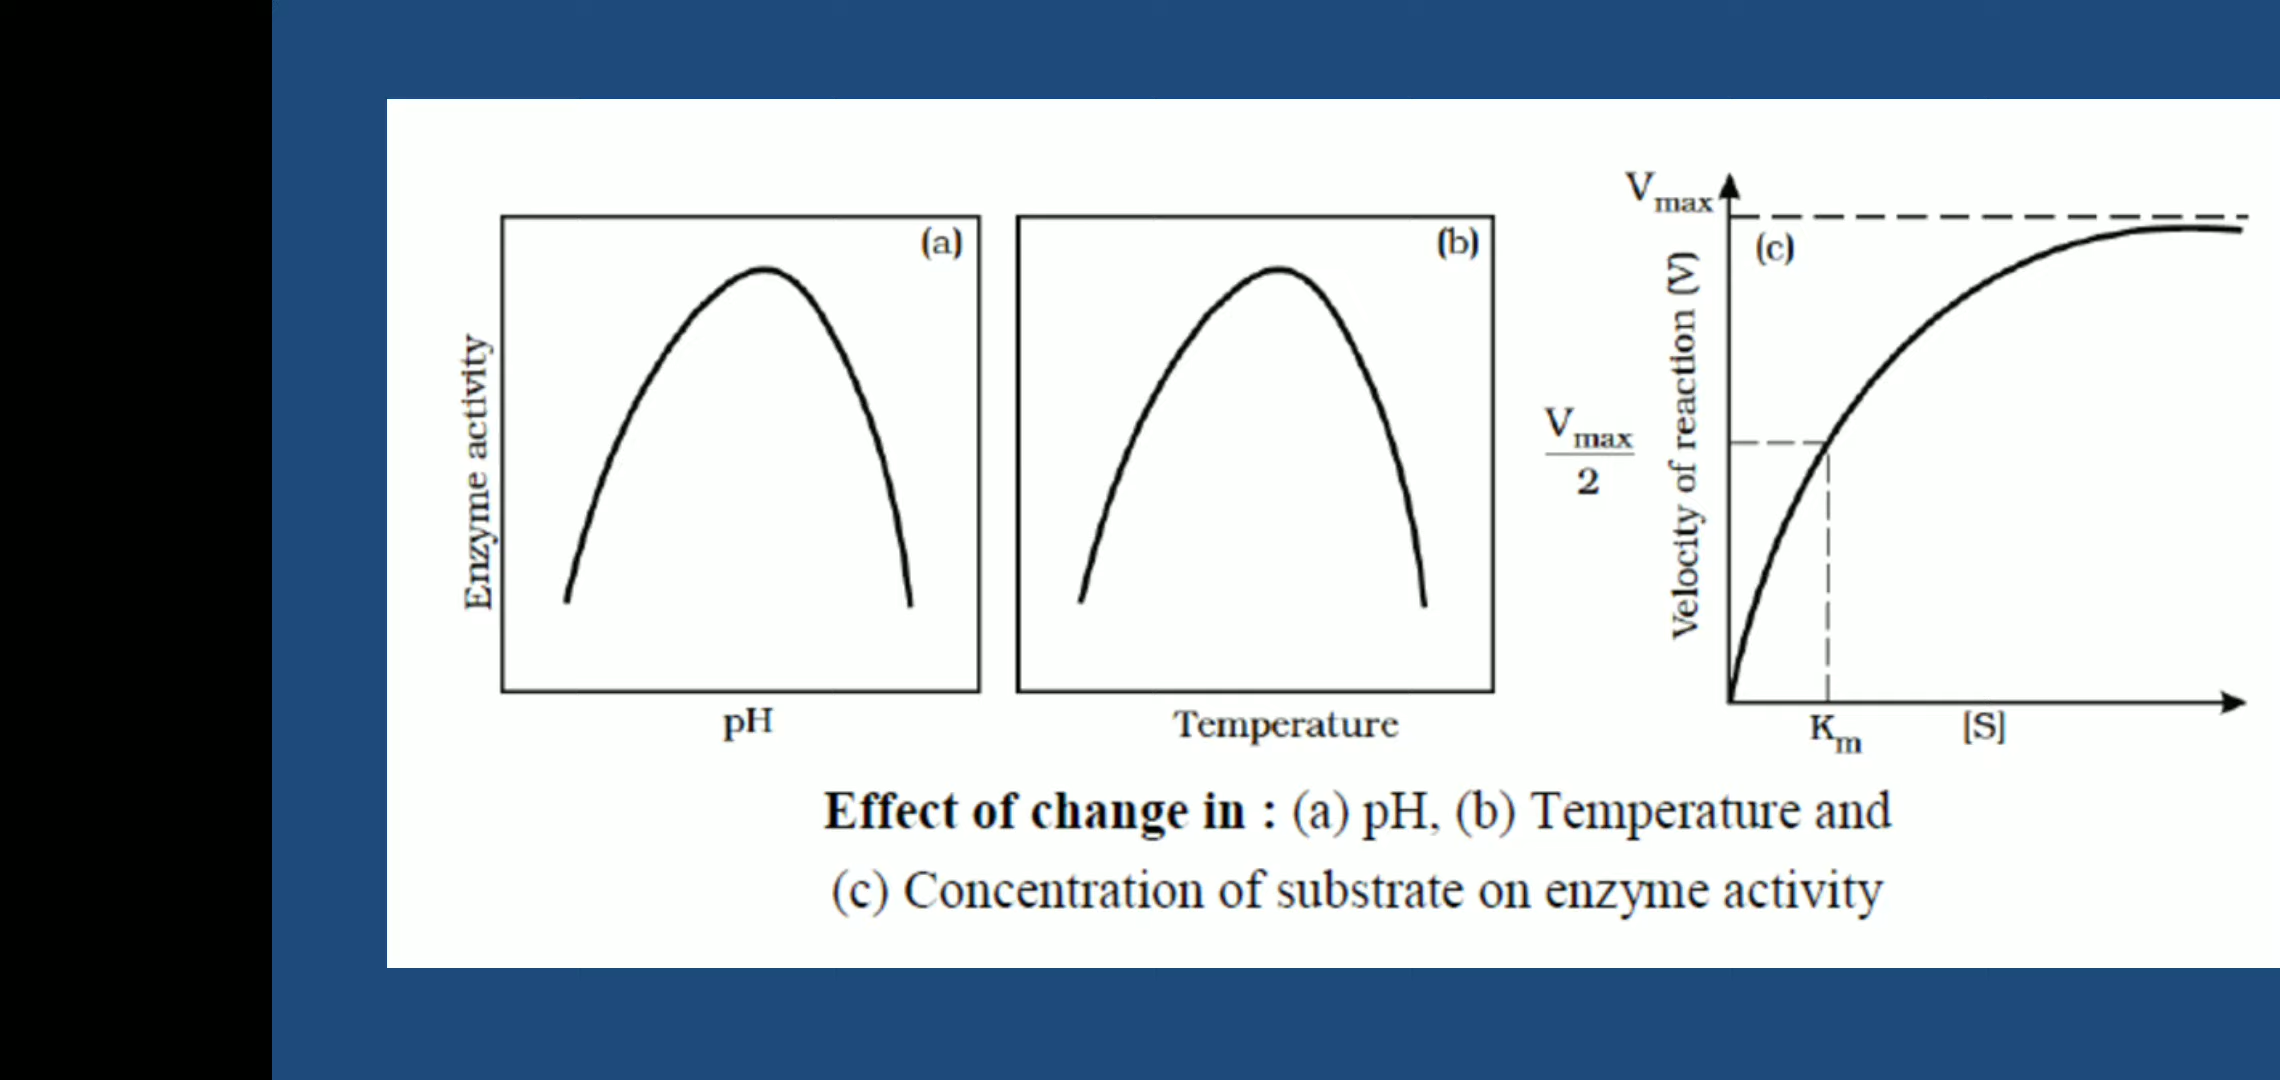 Enzyme activity
(a)
pH
(b)
Temperature
Vmax
Vmax
2
Velocity of reaction (V)
(c)
Km
[S]
Effect of change in : (a) pH, (b) Temperature and
(c) Concentration of substrate on enzyme activity